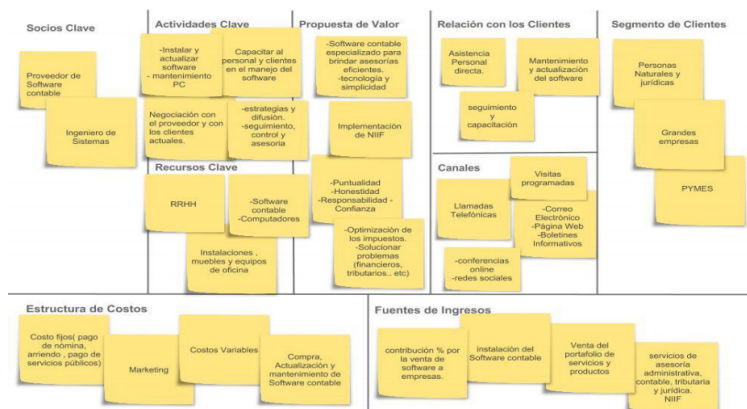 Socios Clave
Proveedor de
Software
contable
Ingeniero de
Sistemas
Actividades Clave
-Instalar y
actualizar
software
- mantenimiento
PC
Capacitar al
personal y clientes
en el manejo del
software
Negociación con
el proveedor y con
los clientes
actuales.
-estrategias y
difusión.
-seguimiento,
control y
asesoria
Recursos Clave
RRHH
-Software
contable
-Computadores
Instalaciones ,
muebles y equipos
de oficina
Propuesta de Valor
-Software contable
especializado para
brindar asesorías
eficientes.
-tecnología y
simplicidad
Implementación
de NIIF
-Puntualidad
-Honestidad
-Responsabilidad -
Confianza
-Optimización de
los impuestos.
-Solucionar
problemas
(financieros,
tributarios.. etc)
Relación con los Clientes
Asistencia
Personal
directa.
Mantenimiento
y actualización
del software
seguimiento
y
capacitación
Canales
Visitas
programadas
Llamadas
Telefónicas
-Correo
Electrónico
-Página Web
-Boletines
Informativos
-conferencias
online
-redes sociales
Segmento de Clientes
Personas
Naturales y
jurídicas
Grandes
empresas
PYMES
Estructura de Costos
Costo fijos( pago
de nómina,
arriendo , pago de
servicios públicos)
Marketing
Costos Variables
Compra,
Actualización y
mantenimiento de
Software contable
Fuentes de Ingresos
contribución % por
la venta de
software a
empresas.
instalación del
Software contable
Venta del
portafolio de
servicios y
productos
servicios de
asesoría
administrativa,
contable, tributaria
y jurídica.
NIIF